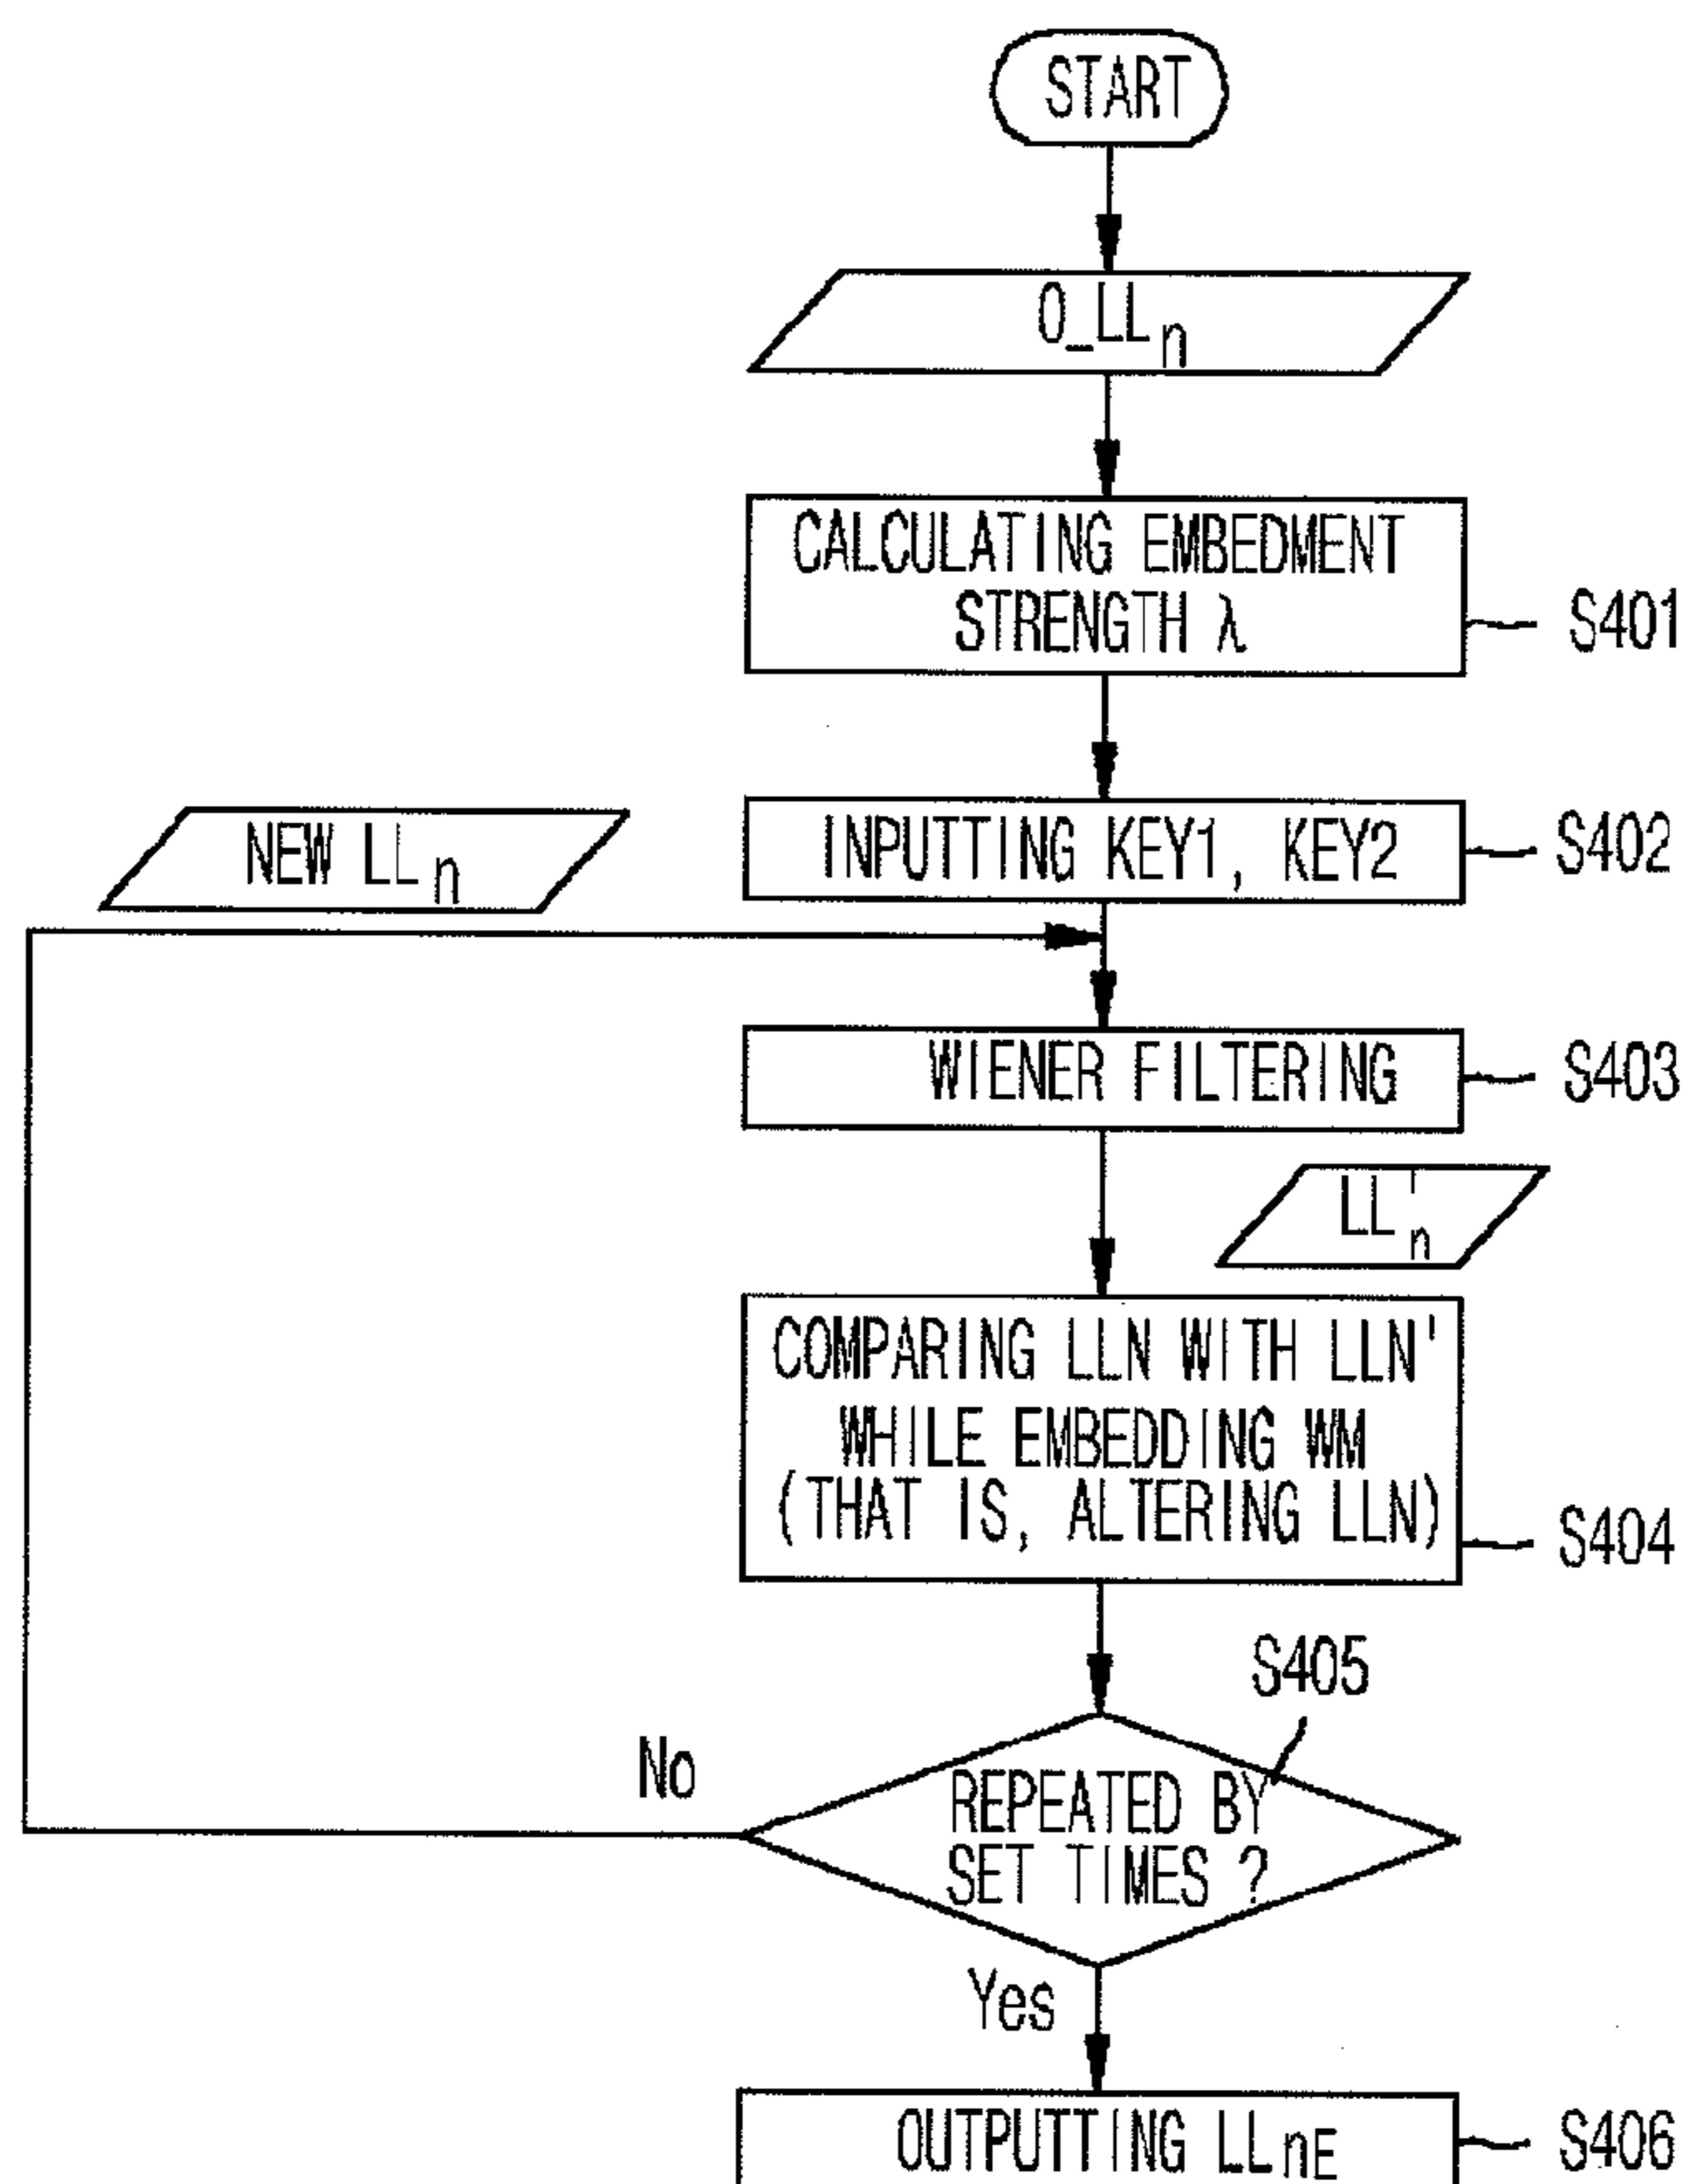 START
O_LLn
CALCULATING EMBEDMENT
STRENGTH λ
S401
NEW LLn
INPUTTING KEY1, KEY2
S402
WIENER FILTERING
S403
LL'n
COMPARING LLN WITH LLN'
WHILE EMBEDDING WM
(THAT IS, ALTERING LLN)
S404
S405
No
REPEATED BY
SET TIMES ?
Yes
OUTPUTTING LLnE
S406